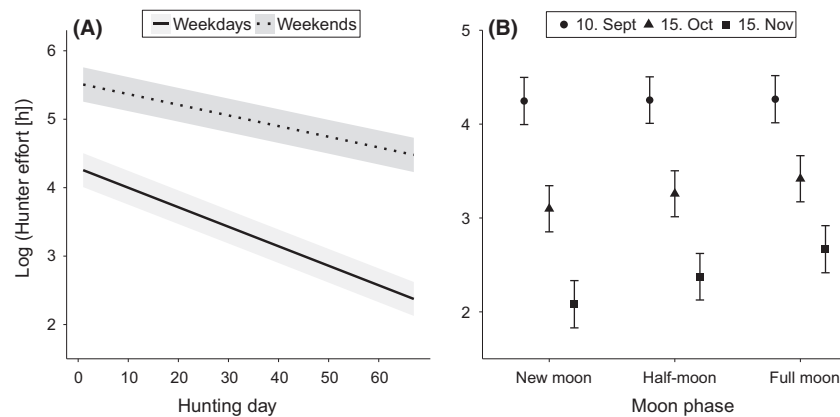 (A)
Weekdays Weekends
Log (Hunter effort [h])
6
5
4
3
2
0 10 20 30 40 50 60
Hunting day
(B)
10. Sept 15. Oct 15. Nov
5
4
3
2
New moon Half-moon Full moon
Moon phase